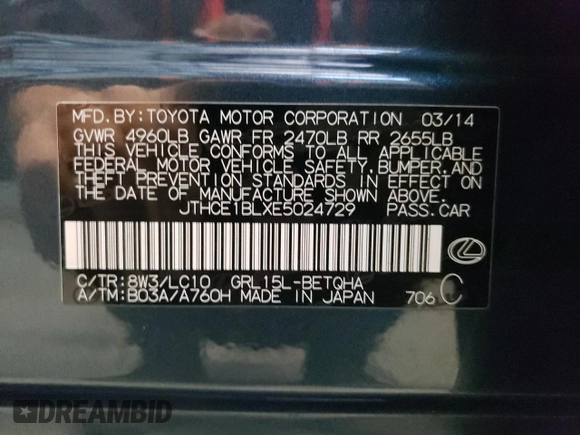 MFD. BY: TOYOTA MOTOR CORPORATION 03/14
GVWR 4960LB GAWR FR 2470LB RR 2655LB
THIS VEHICLE CONFORMS TO ALL APPLICABLE
FEDERAL MOTOR VEHICLE SAFETY, BUMPER, AND
THEFT PREVENTION STANDARDS IN EFFECT ON
THE DATE OF MANUFACTURE SHOWN ABOVE.
JTHCE1BLXE5024729 PASS. CAR
C/TR: 8W3/LC10 GRL15L-BETQHA
A/TM: B03A/A760H MADE IN JAPAN 706 C
DREAMBID